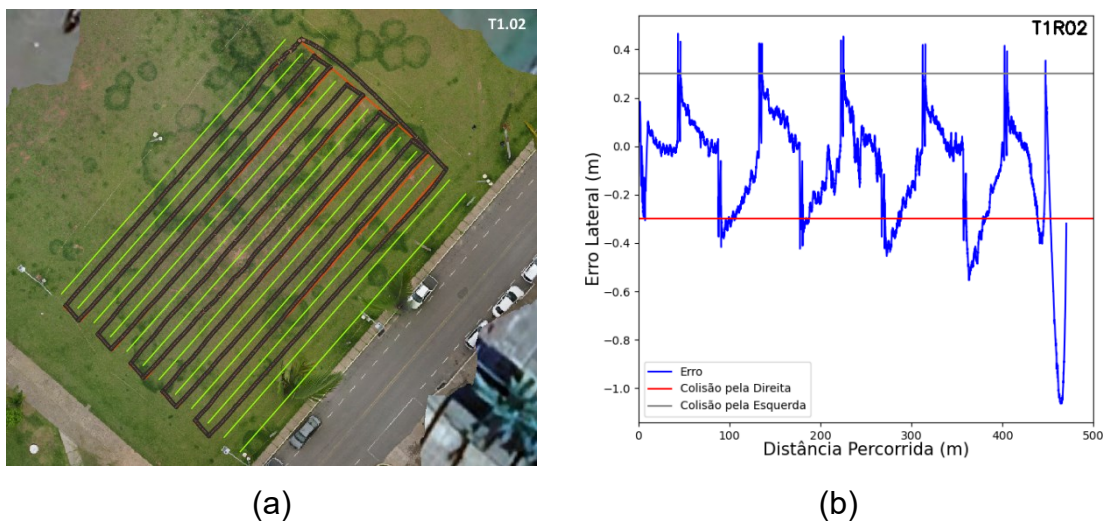 T1.02
T1R02
Erro Lateral (m)
0.4
0.2
0.0
−0.2
−0.4
−0.6
−0.8
−1.0
Erro
Colisão pela Direita
Colisão pela Esquerda
0 100 200 300 400 500
Distância Percorrida (m)
(a) (b)